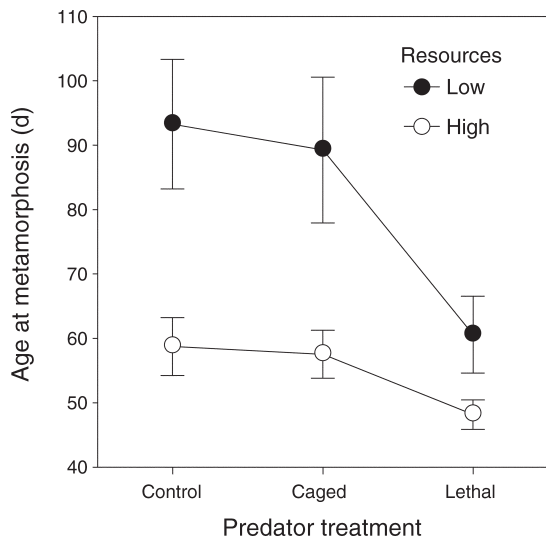 110
100
90
80
70
60
50
40
Age at metamorphosis (d)
Resources
Low
High
Control Caged Lethal
Predator treatment